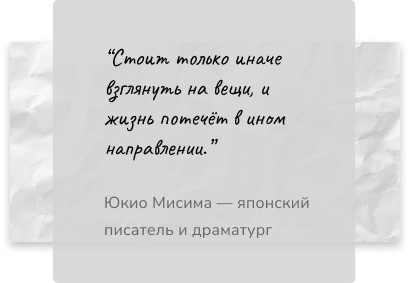 “Стоит только иначе
взглянуть на вещи, и
жизнь потечёт в ином
направлении.”
Юкио Мисима — японский
писатель и драматург